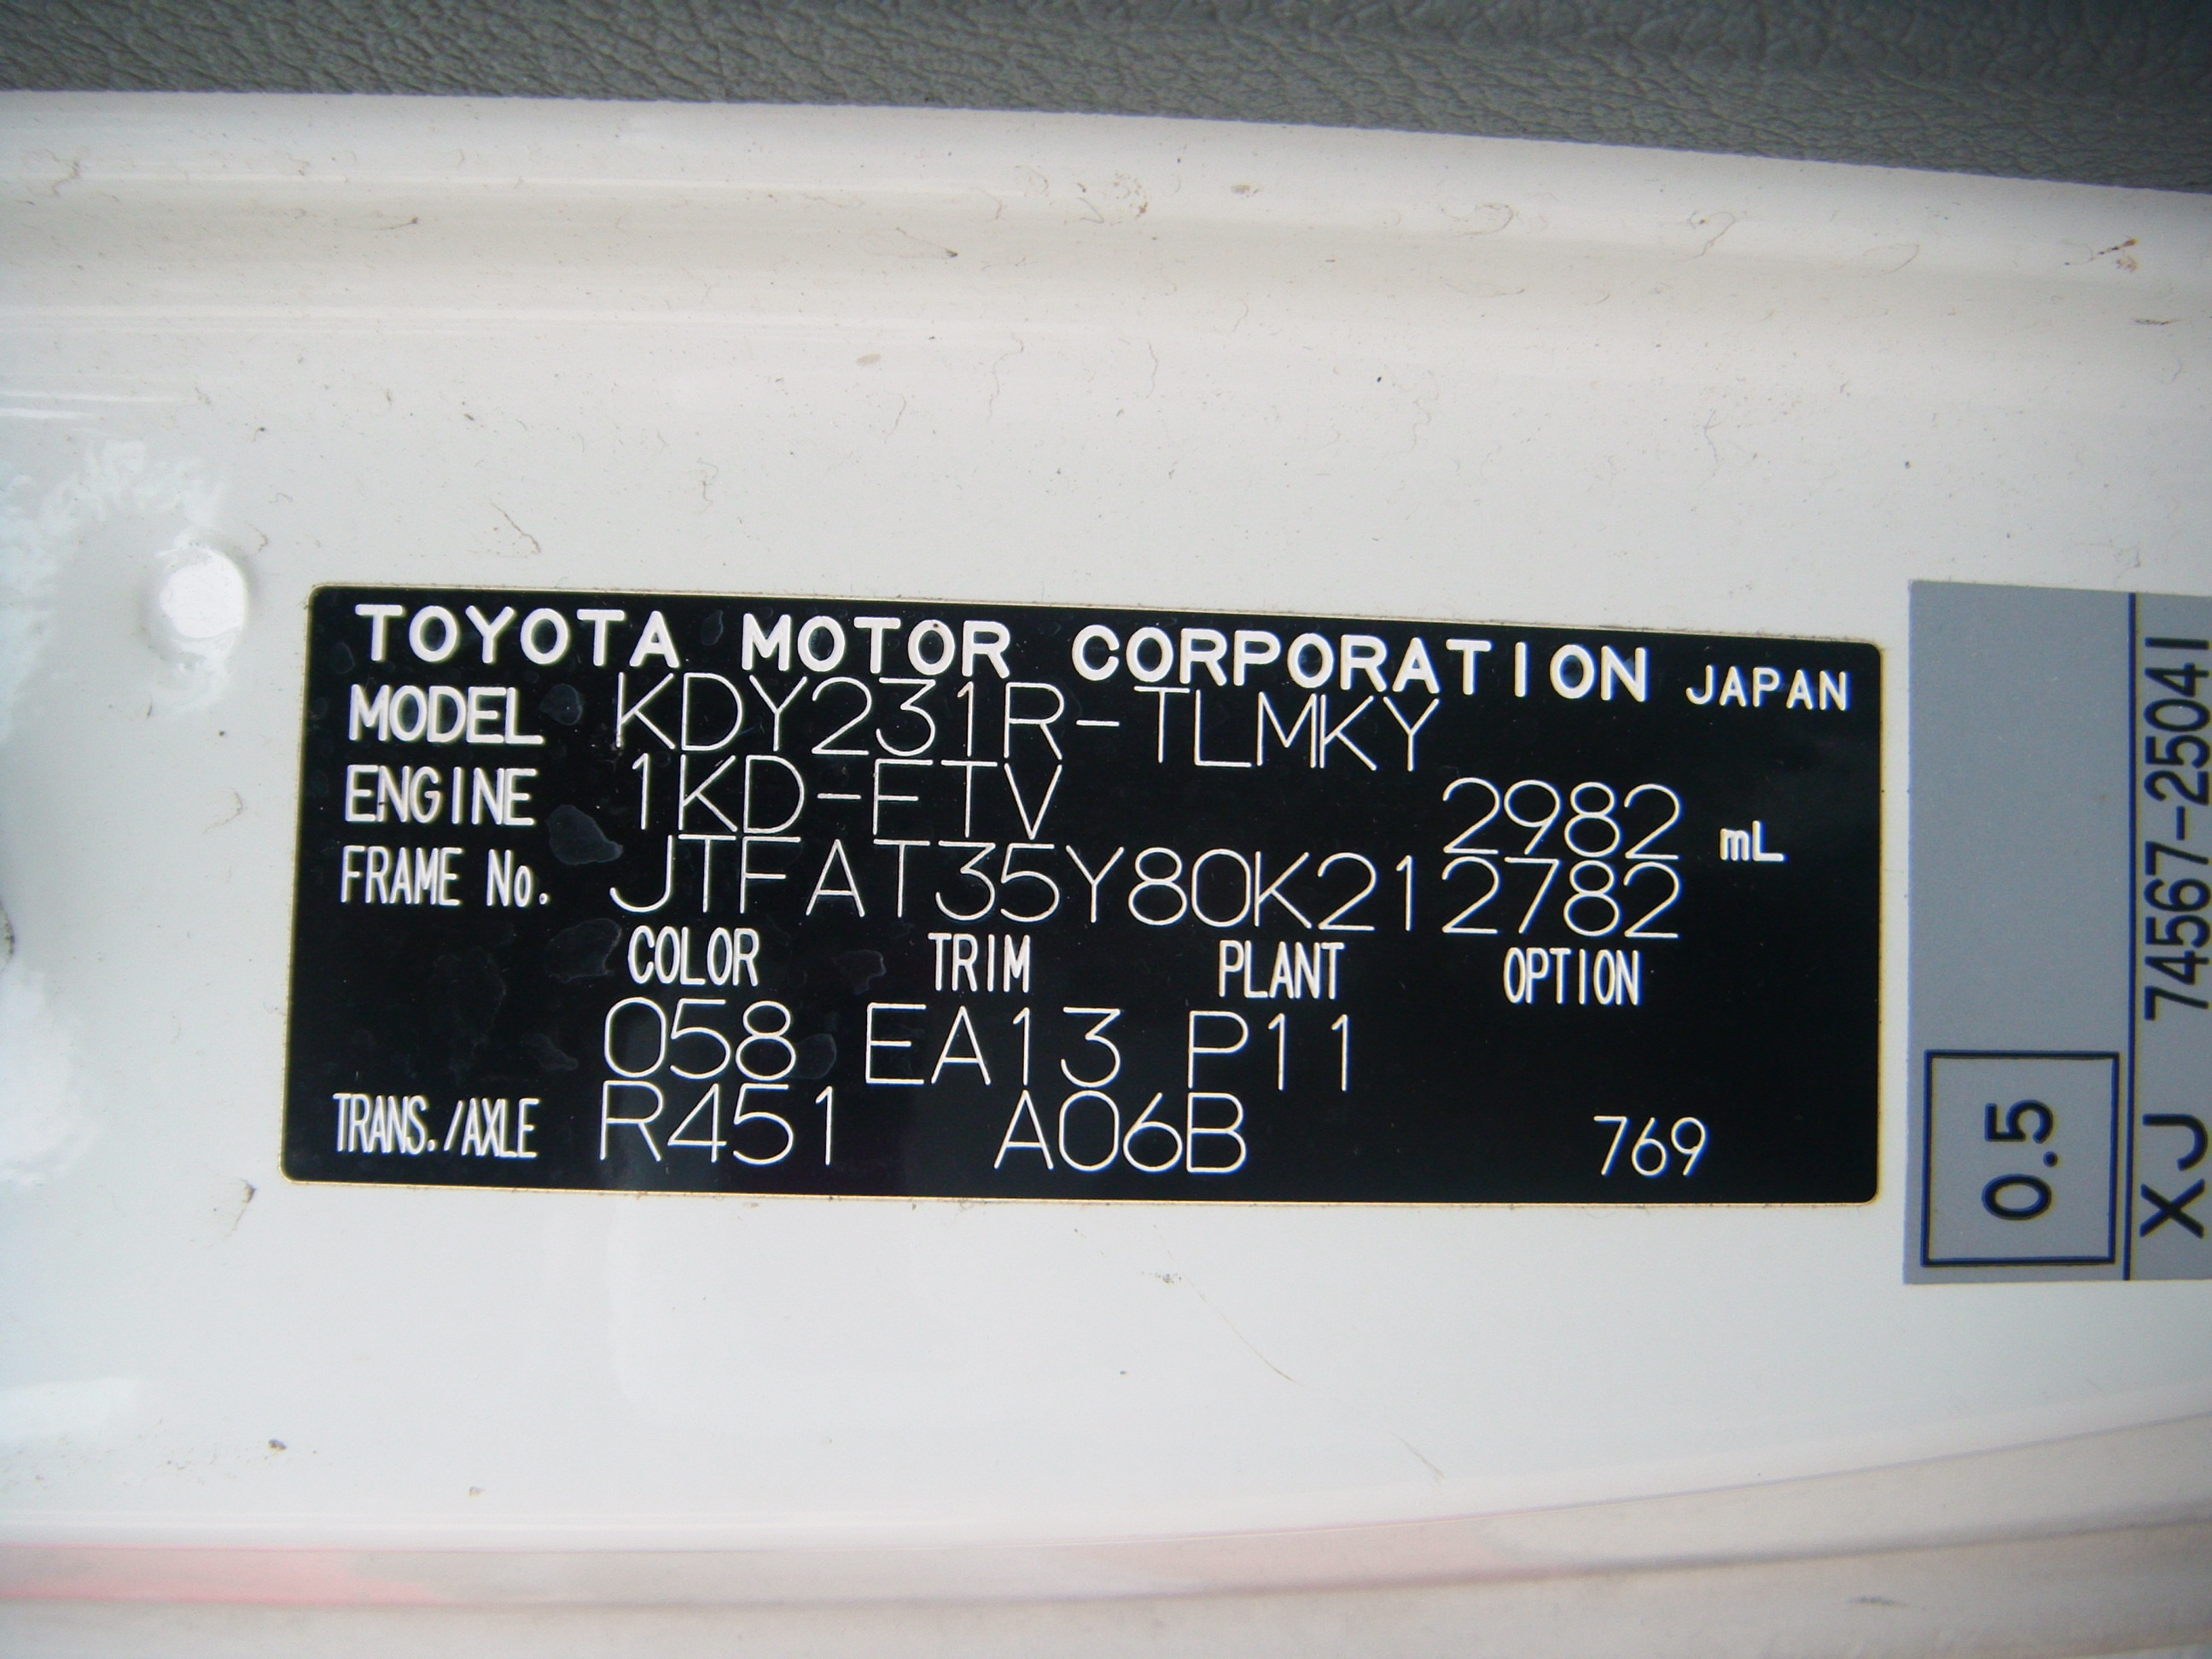 TOYOTA MOTOR CORPORATION JAPAN
MODEL KDY231R-TLMKY
ENGINE 1KD-FTV 2982 mL
FRAME No. JTFAT35Y80K212782
COLOR TRIM PLANT OPTION
058 EA13 P11
TRANS./AXLE R451 A06B 769
0.5
XJ 74567-25041